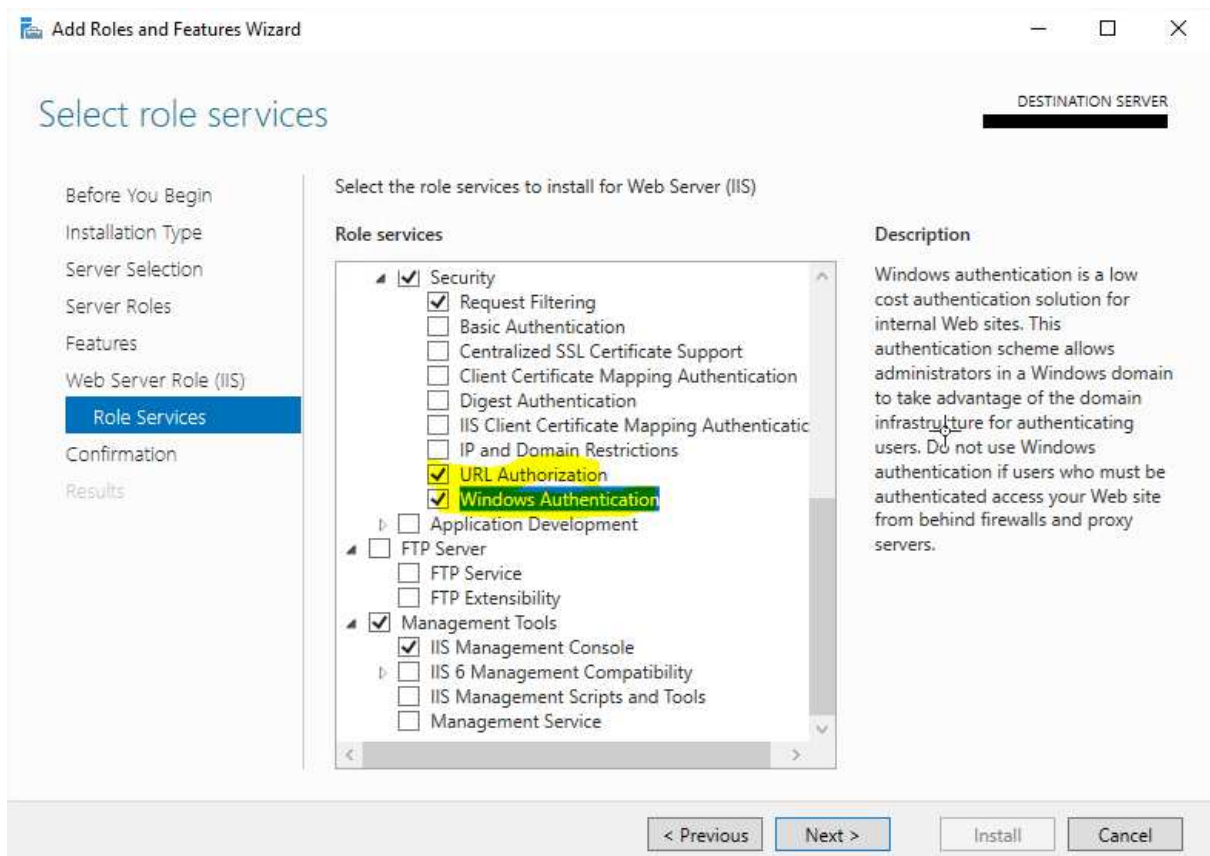 Add Roles and Features Wizard
Select role services
DESTINATION SERVER
Before You Begin
Installation Type
Server Selection
Server Roles
Features
Web Server Role (IIS)
Role Services
Confirmation
Results
Select the role services to install for Web Server (IIS)
Role services
Security
Request Filtering
Basic Authentication
Centralized SSL Certificate Support
Client Certificate Mapping Authentication
Digest Authentication
IIS Client Certificate Mapping Authenticatic
IP and Domain Restrictions
URL Authorization
Windows Authentication
Application Development
FTP Server
FTP Service
FTP Extensibility
Management Tools
IIS Management Console
IIS 6 Management Compatibility
IIS Management Scripts and Tools
Management Service
Description
Windows authentication is a low
cost authentication solution for
internal Web sites. This
authentication scheme allows
administrators in a Windows domain
to take advantage of the domain
infrastructure for authenticating
users. Do not use Windows
authentication if users who must be
authenticated access your Web site
from behind firewalls and proxy
servers.
< Previous
Next >
Install
Cancel